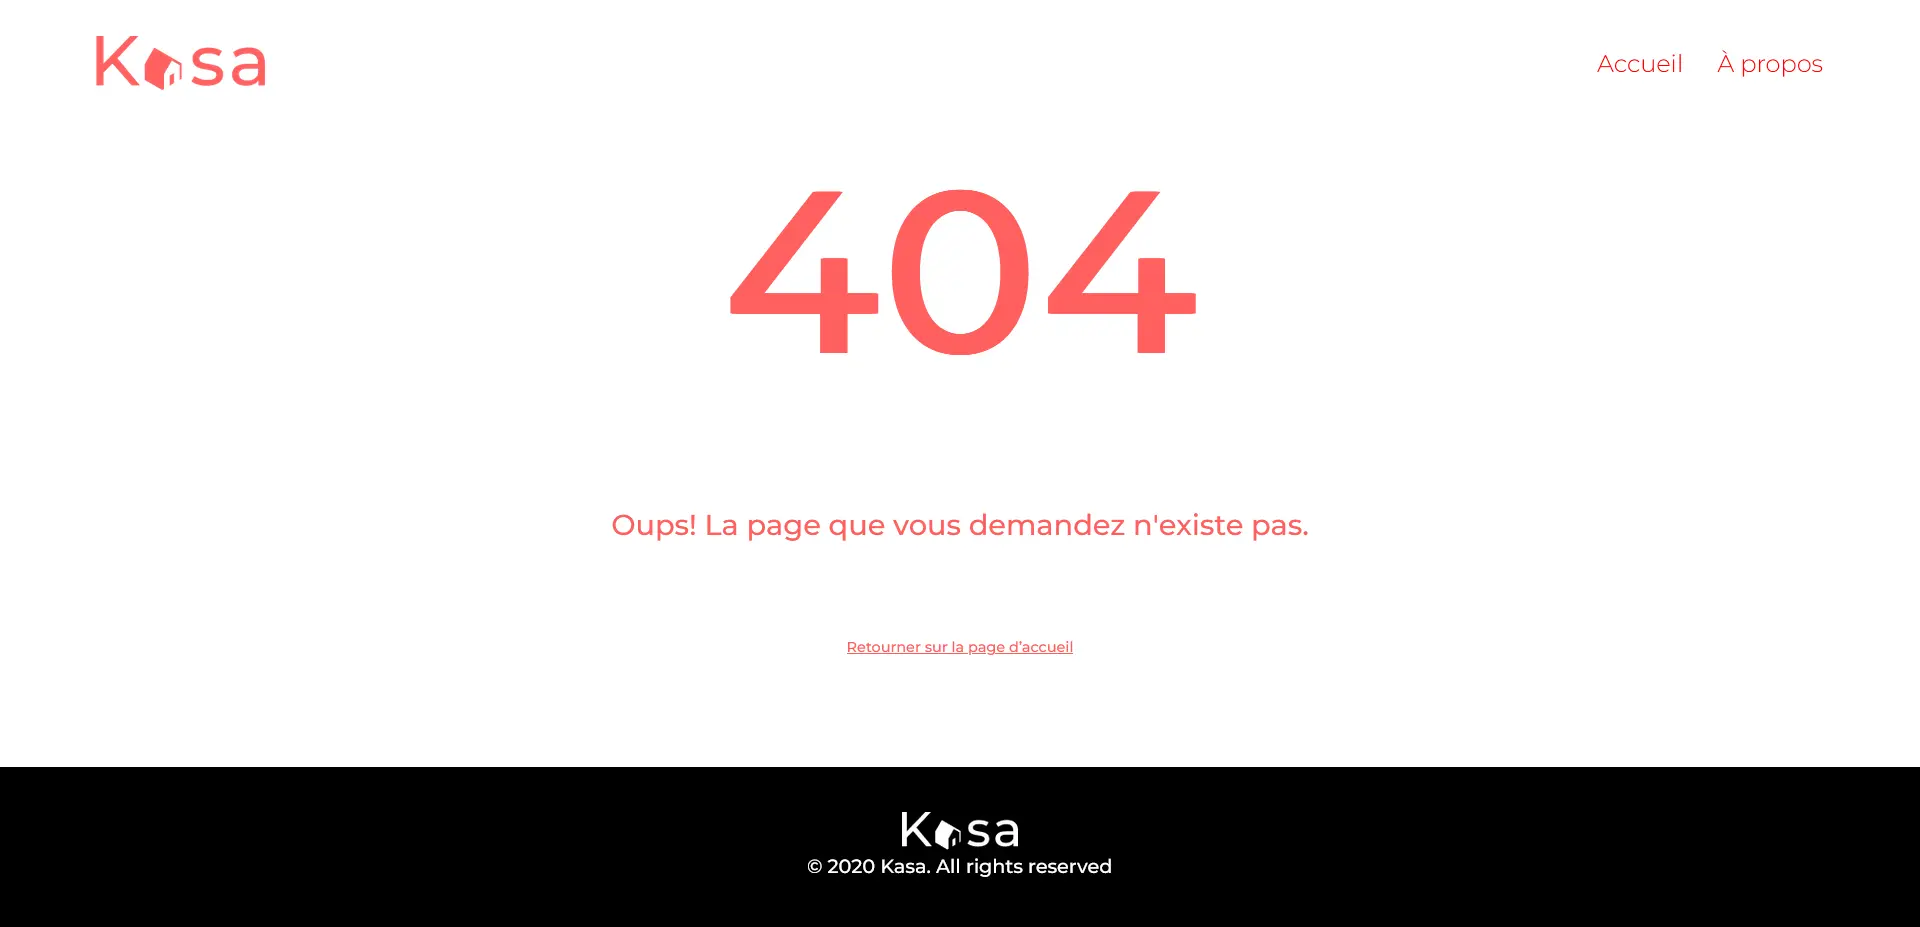 Kasa
Accueil
À propos
404
Oups! La page que vous demandez n'existe pas.
Retourner sur la page d’accueil
Kasa
© 2020 Kasa. All rights reserved